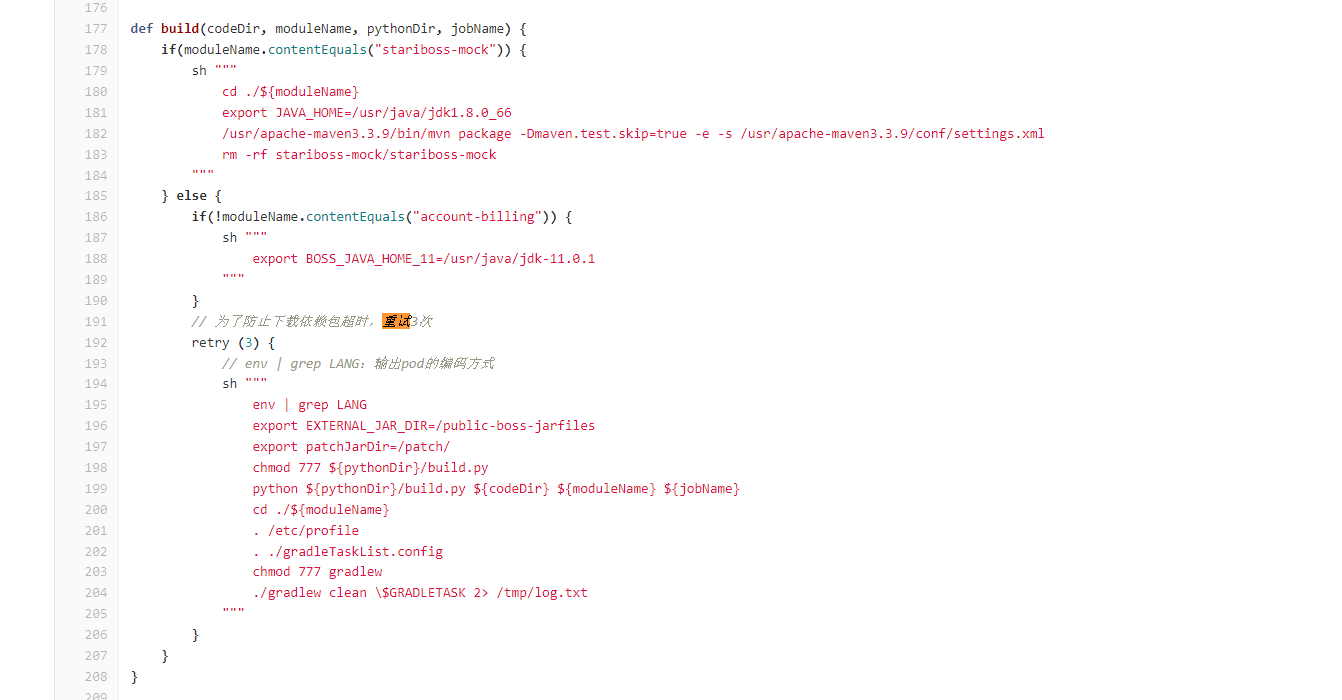 176
177 def build(codeDir, moduleName, pythonDir, jobName) {
178     if(moduleName.contentEquals("stariboss-mock")) {
179         sh """
180             cd ./${moduleName}
181             export JAVA_HOME=/usr/java/jdk1.8.0_66
182             /usr/apache-maven3.3.9/bin/mvn package -Dmaven.test.skip=true -e -s /usr/apache-maven3.3.9/conf/settings.xml
183             rm -rf stariboss-mock/stariboss-mock
184         """
185     } else {
186         if(!moduleName.contentEquals("account-billing")) {
187             sh """
188                 export BOSS_JAVA_HOME_11=/usr/java/jdk-11.0.1
189             """
190         }
191         // 为了防止下载依赖包超时，重试3次
192         retry (3) {
193             // env | grep LANG：输出pod的编码方式
194             sh """
195                 env | grep LANG
196                 export EXTERNAL_JAR_DIR=/public-boss-jarfiles
197                 export patchJarDir=/patch/
198                 chmod 777 ${pythonDir}/build.py
199                 python ${pythonDir}/build.py ${codeDir} ${moduleName} ${jobName}
200                 cd ./${moduleName}
201                 . /etc/profile
202                 . ./gradleTaskList.config
203                 chmod 777 gradlew
204                 ./gradlew clean \$GRADLETASK 2> /tmp/log.txt
205             """
206         }
207     }
208 }
209